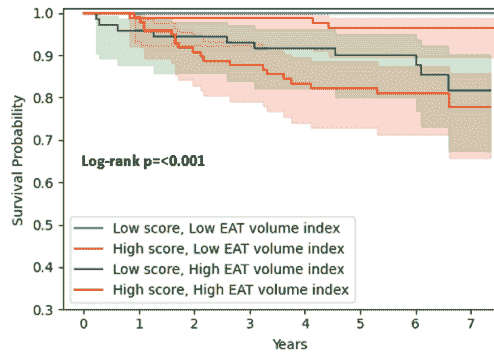 1.0
0.9
0.8
0.7
0.6
0.5
0.4
0.3
Survival Probability
Log-rank p=<0.001
Low score, Low EAT volume index
High score, Low EAT volume index
Low score, High EAT volume index
High score, High EAT volume index
0 1 2 3 4 5 6 7
Years